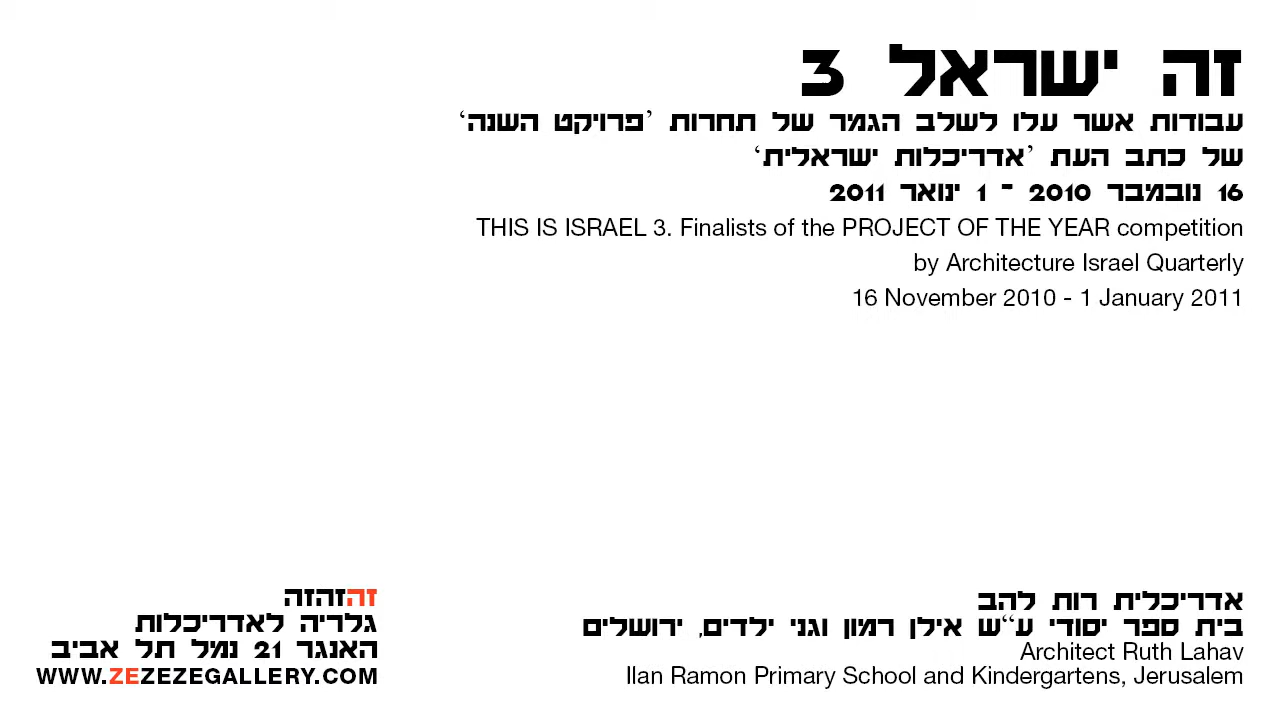 זה ישראל 3
עבודות אשר עלו לשלב הגמר של תחרות ’פרויקט השנה‘
של כתב העת ’אדריכלות ישראלית‘
16 נובמבר 2010 - 1 ינואר 2011
THIS IS ISRAEL 3. Finalists of the PROJECT OF THE YEAR competition
by Architecture Israel Quarterly
16 November 2010 - 1 January 2011
אדריכלית רות להב
בית ספר יסודי ע“ש אילן רמון וגני ילדים, ירושלים
Architect Ruth Lahav
Ilan Ramon Primary School and Kindergartens, Jerusalem
זהזהזה
גלריה לאדריכלות
האנגר 21 נמל תל אביב
WWW.ZEZEZEGALLERY.COM